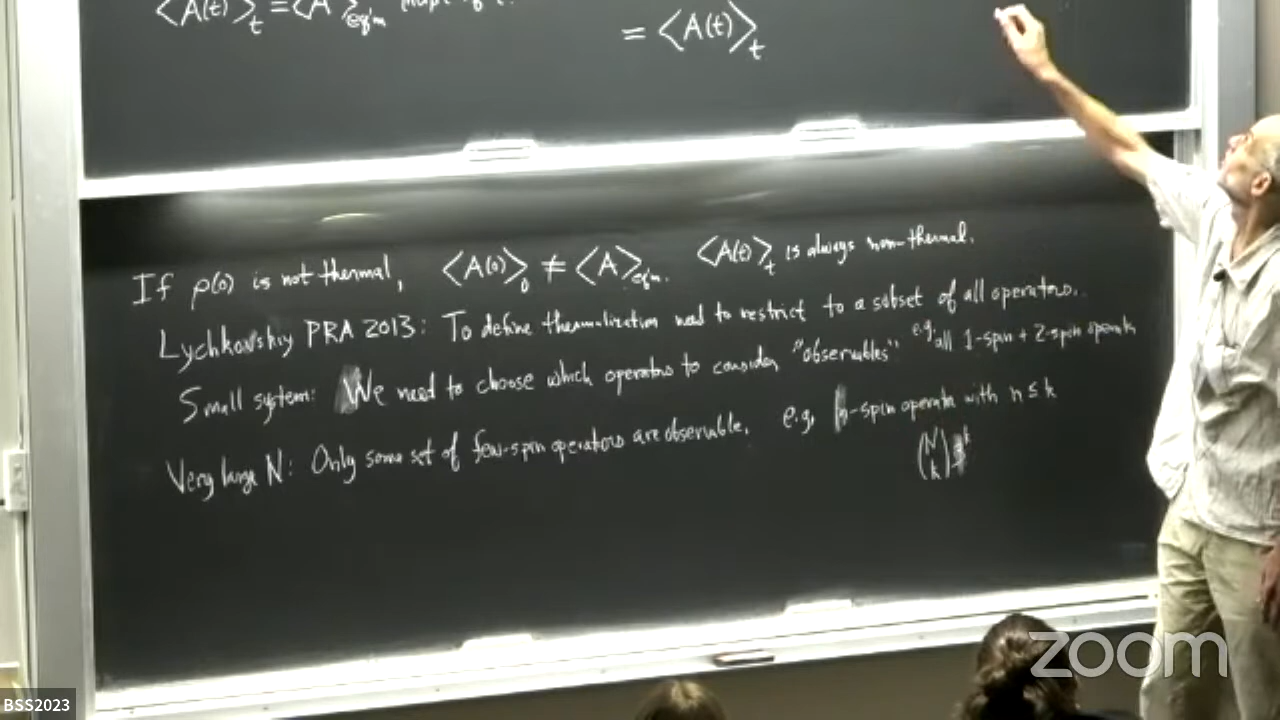 ⟨A(t)⟩_t = ⟨A⟩_eq'm
= ⟨A(t)⟩_t
If ρ(0) is not thermal, ⟨A(0)⟩_0 ≠ ⟨A⟩_eq'm. ⟨A(t)⟩_t is always non-thermal.
Lychkovskiy PRA 2013: To define thermalization need to restrict to a subset of all operators.
Small system: We need to choose which operators to consider "observables" e.g. all 1-spin + 2-spin operators
Very large N: Only some set of few-spin operators are observable, e.g. n-spin operators with n ≤ k
(N k) 3^k
zoom
BSS2023